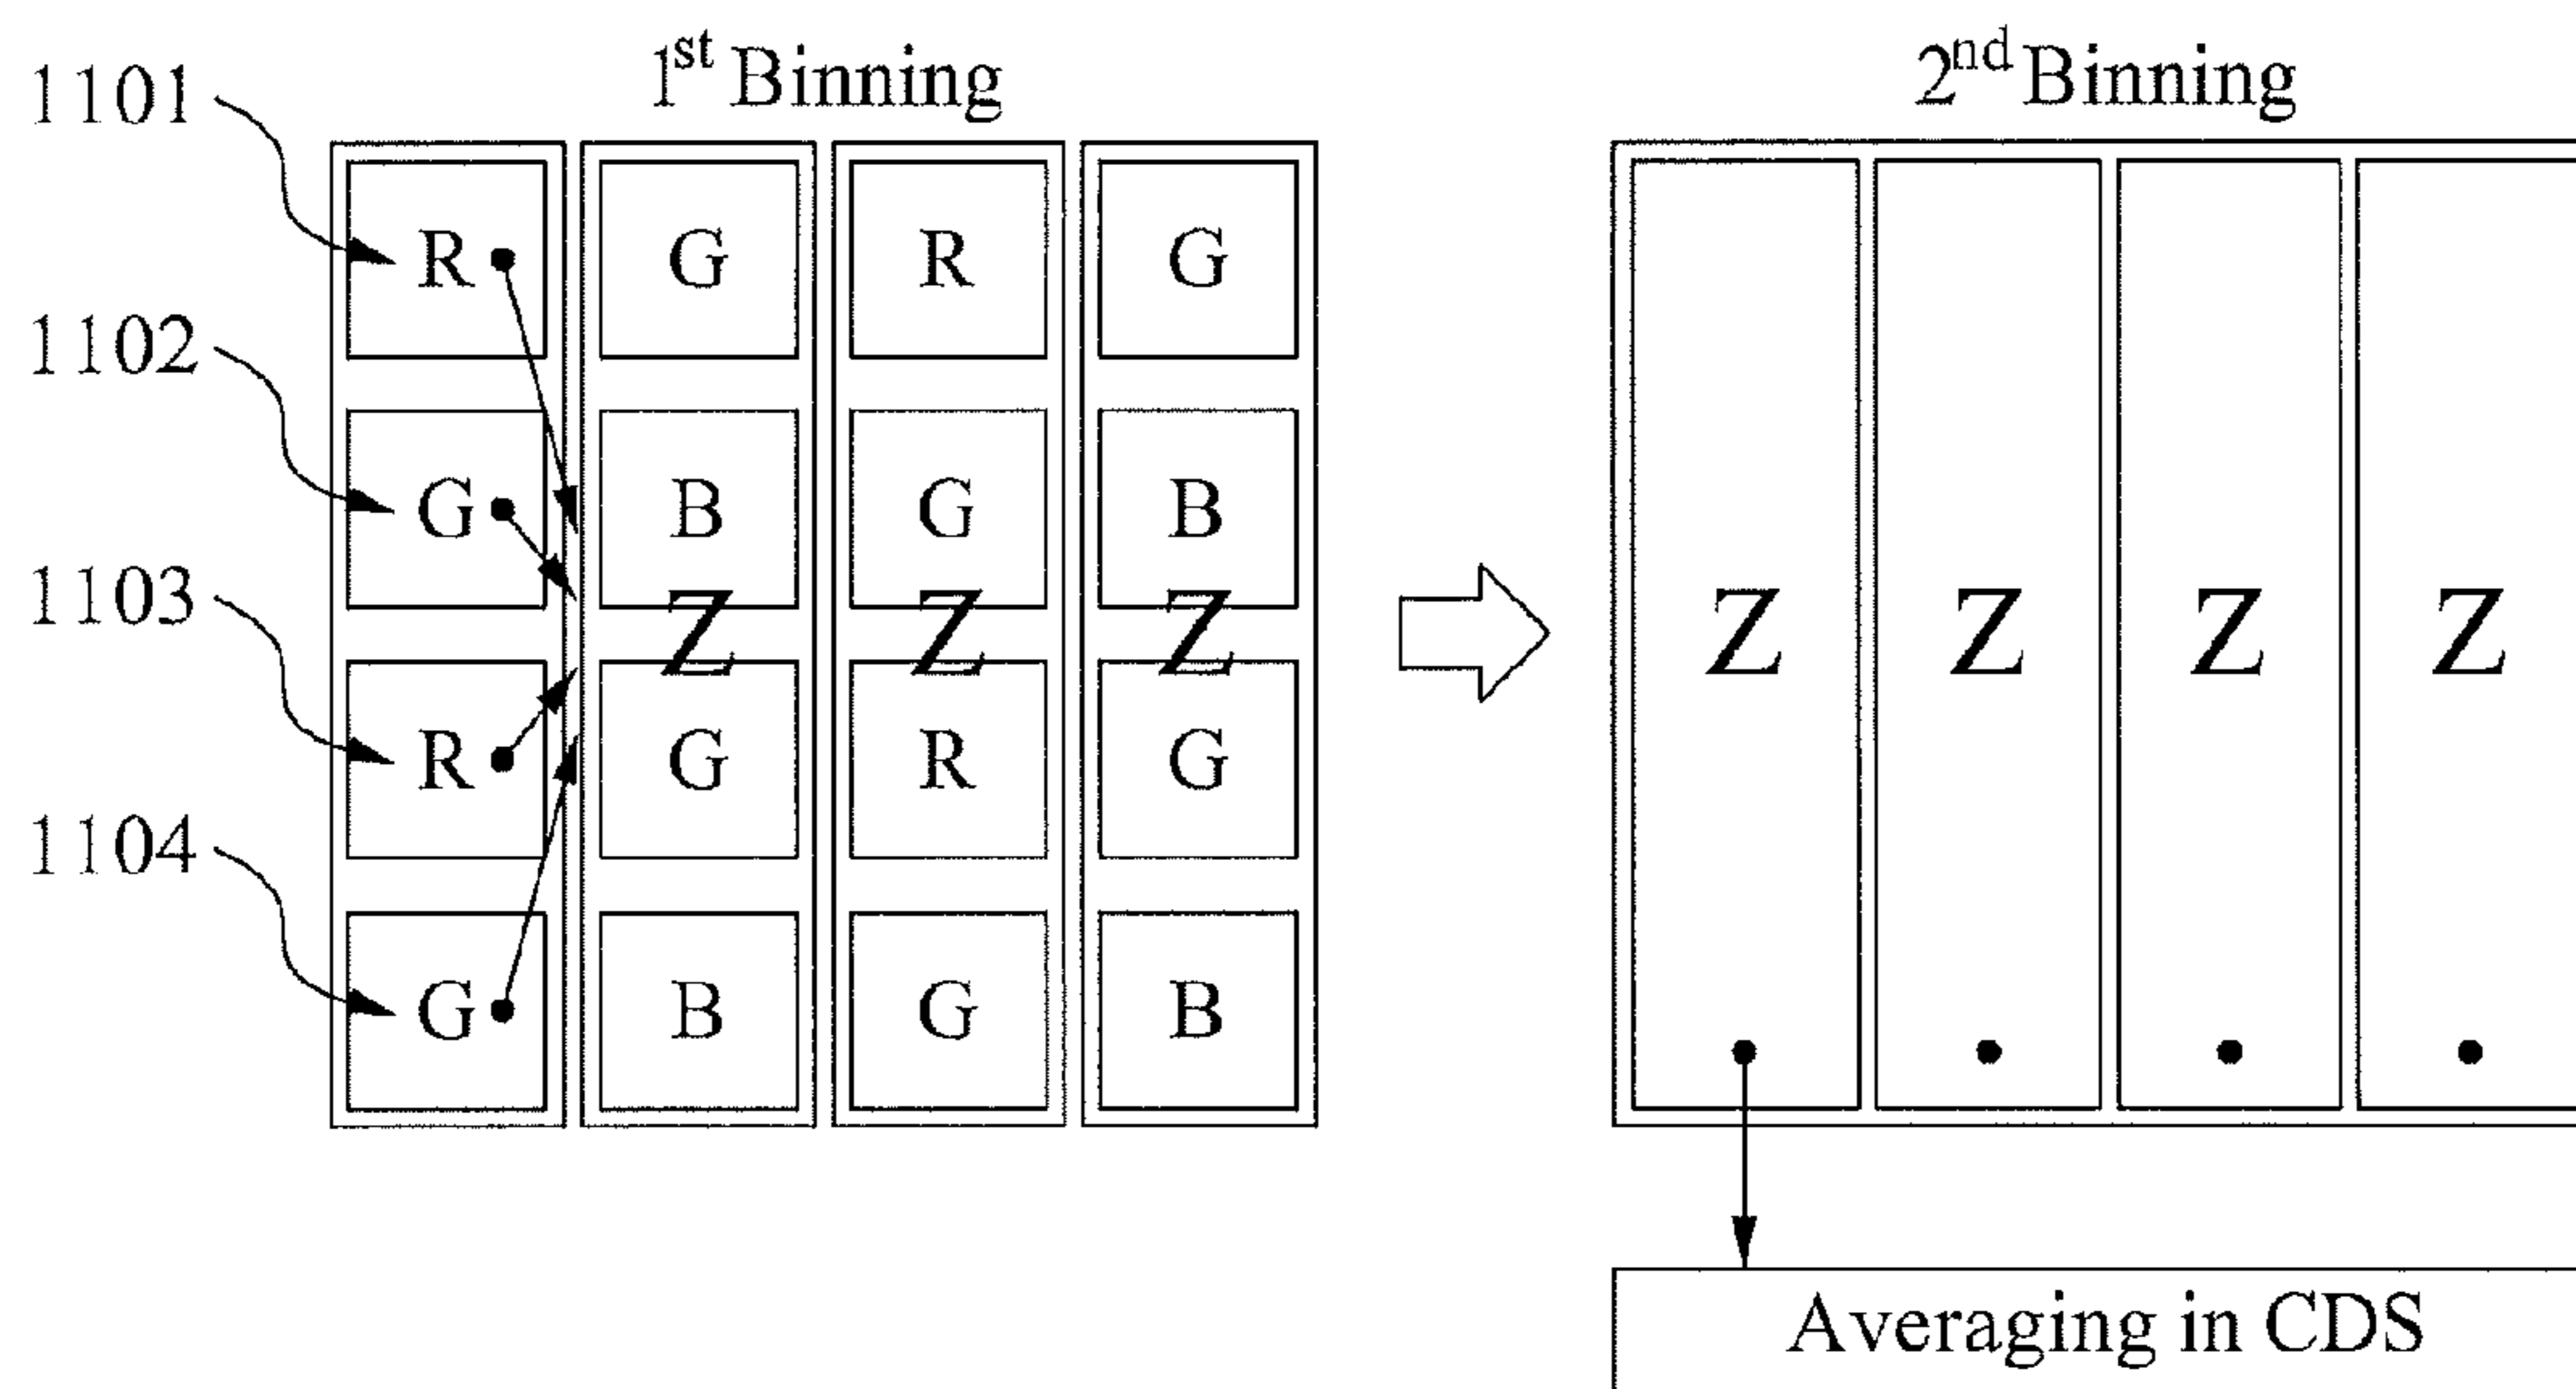 1st Binning
2nd Binning
1101
R G R G
1102
G B G B
1103
Z Z Z
Z Z Z Z
R G R G
1104
G B G B
Averaging in CDS